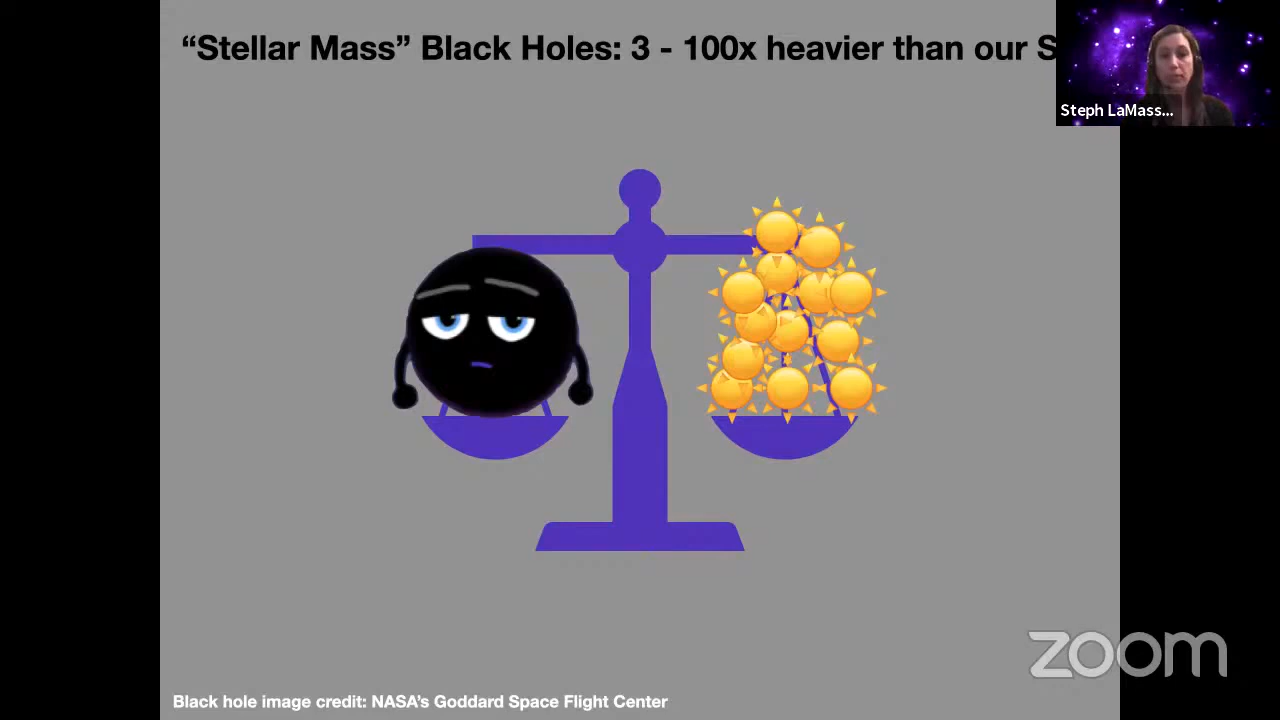 “Stellar Mass” Black Holes: 3 - 100x heavier than our S
Steph LaMass...
zoom
Black hole image credit: NASA’s Goddard Space Flight Center